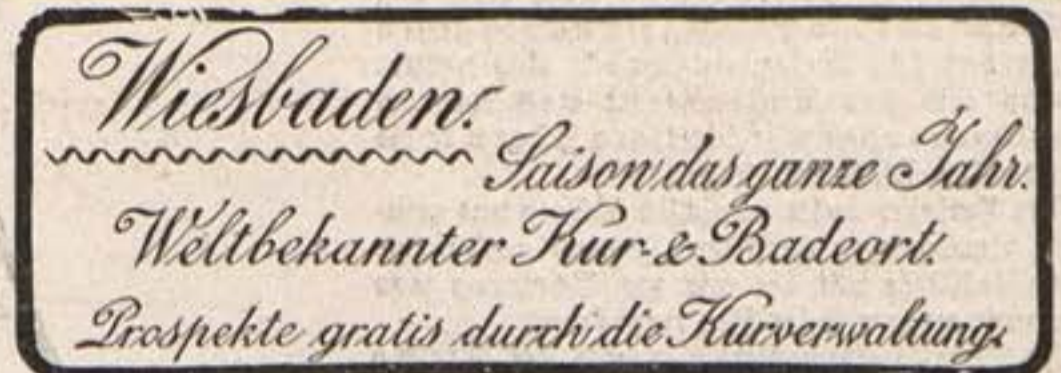 Wiesbaden.
Saison das ganze Jahr.
Weltbekannter Kur- & Badeort.
Prospekte gratis durch die Kurverwaltung.